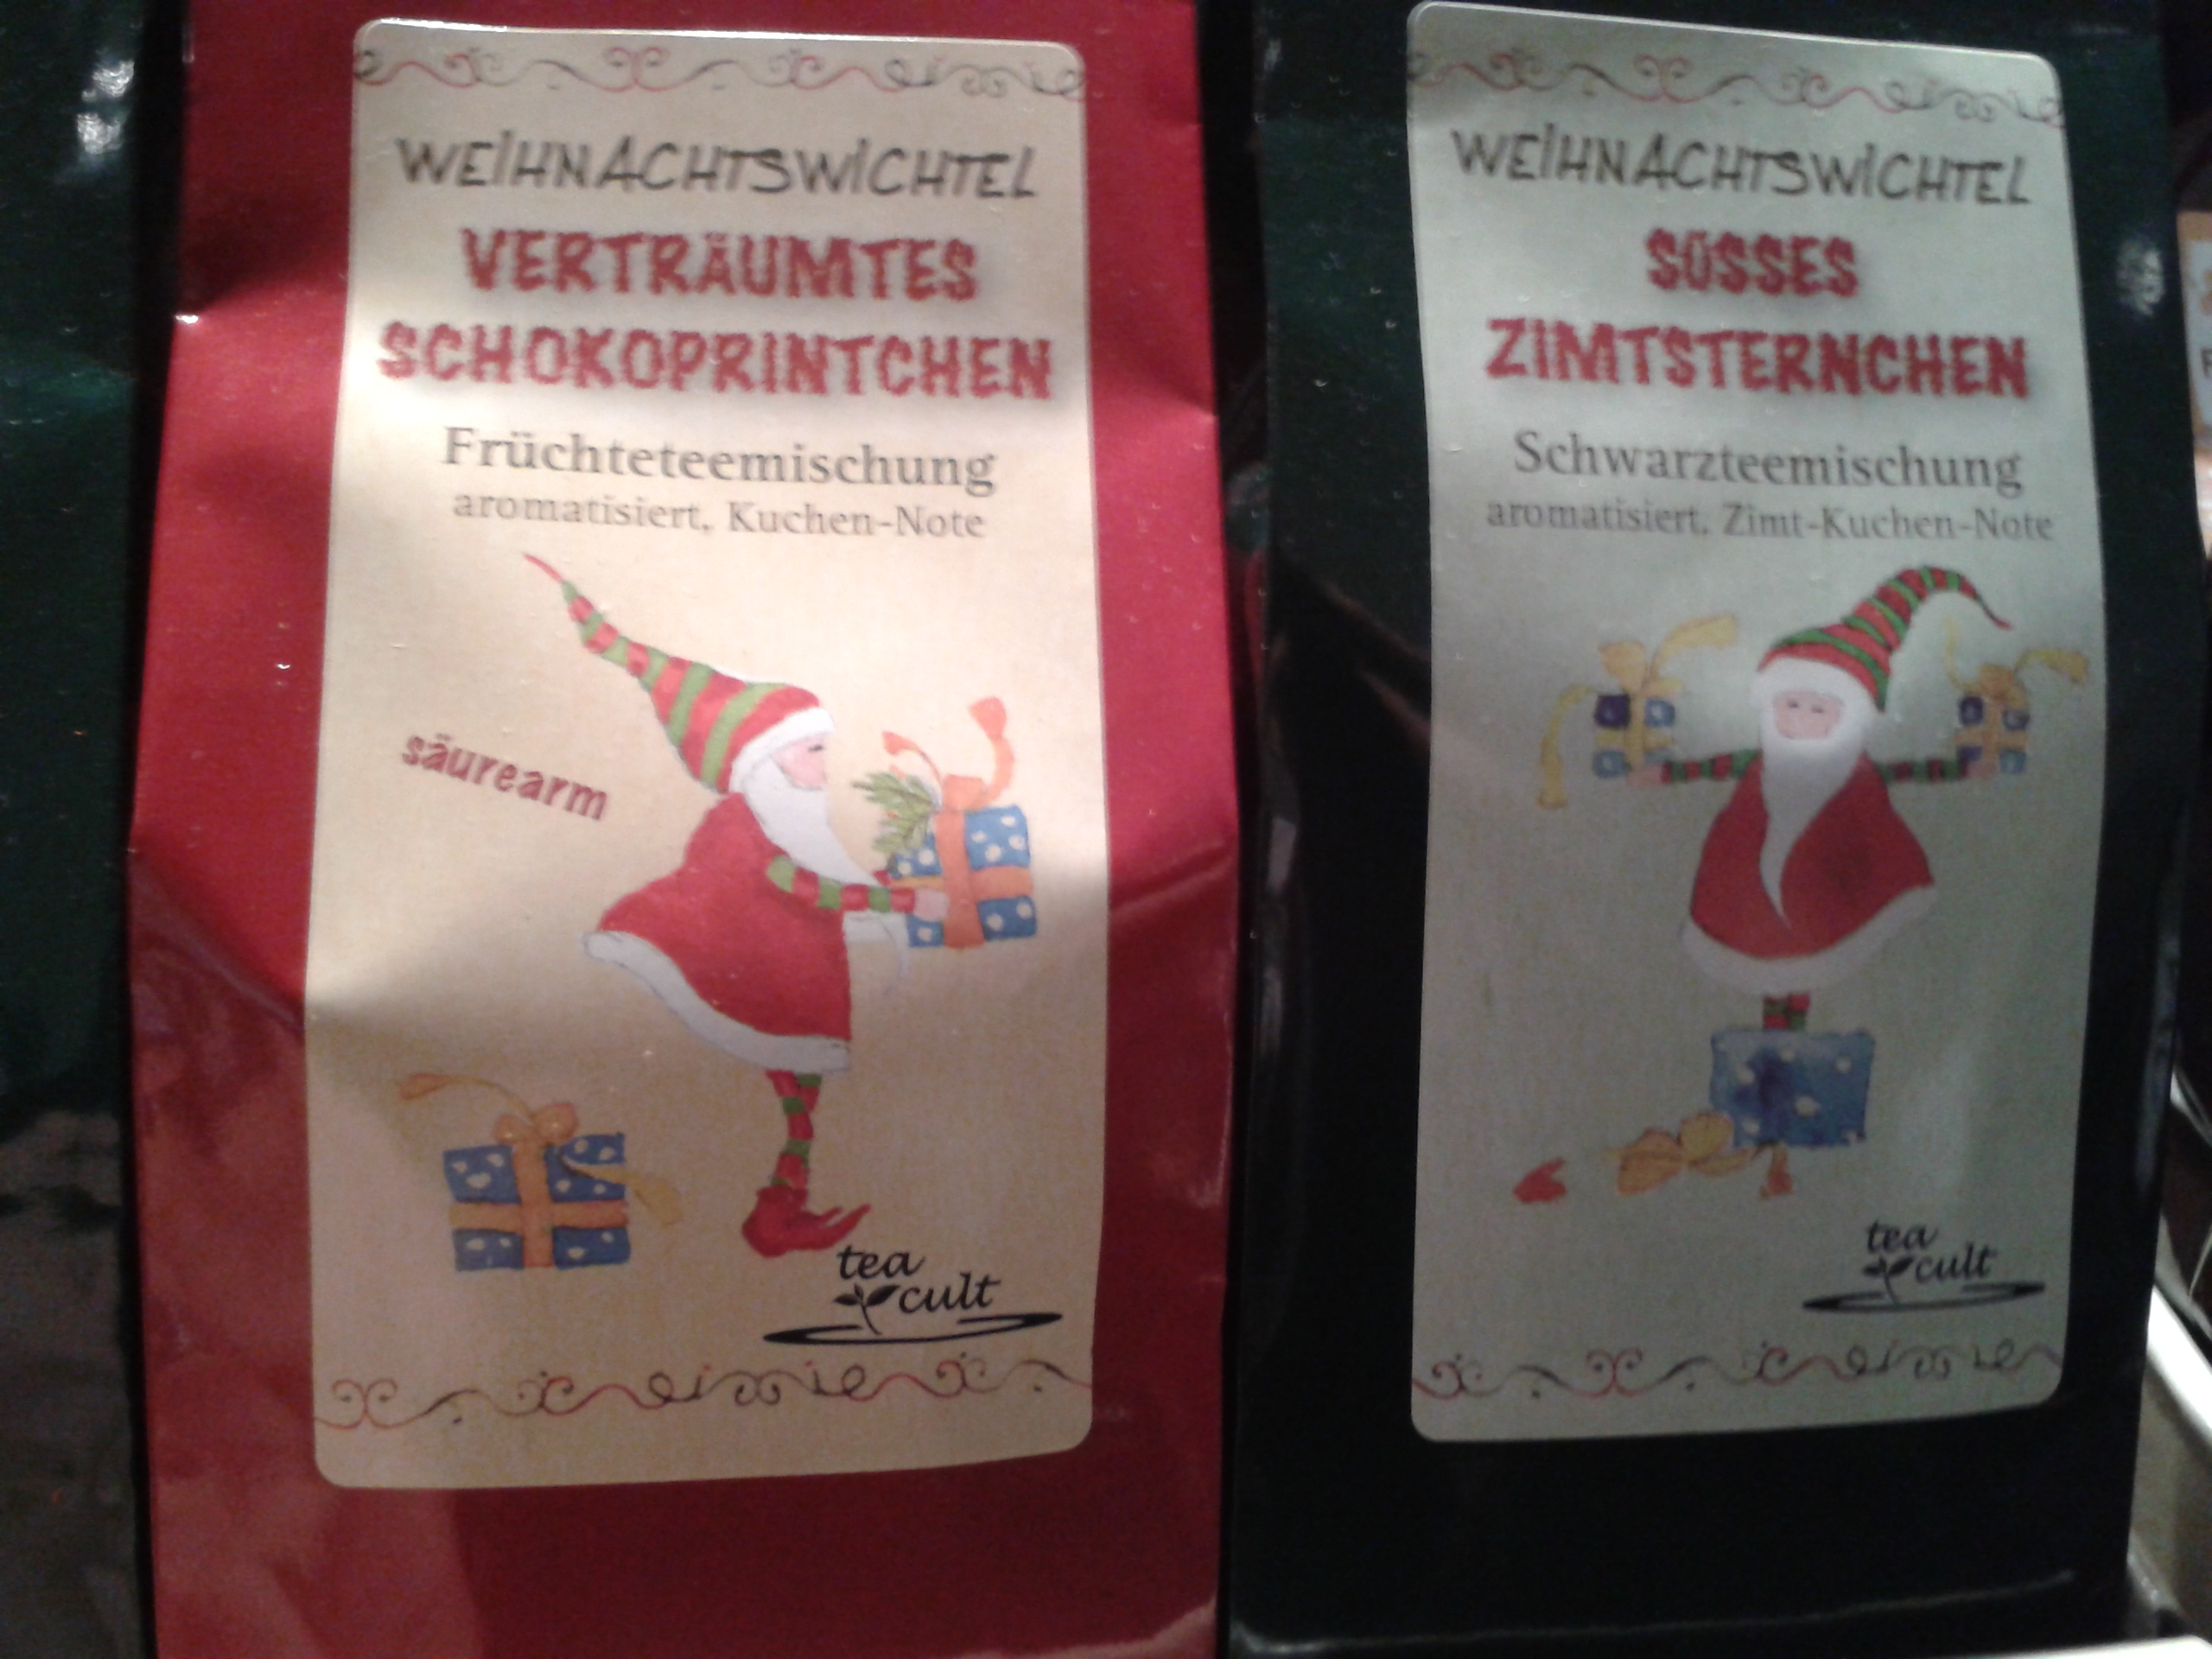 WEIHNACHTSWICHTEL
VERTRÄUMTES
SCHOKOPRINTCHEN
Früchteteemischung
aromatisiert, Kuchen-Note
säurearm
tea
cult
WEIHNACHTSWICHTEL
SÜSSES
ZIMTSTERNCHEN
Schwarzteemischung
aromatisiert, Zimt-Kuchen-Note
tea
cult